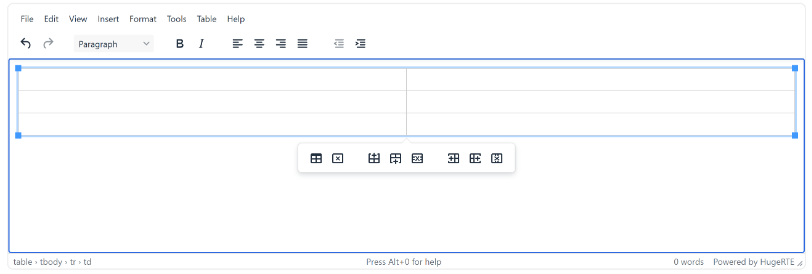 File Edit View Insert Format Tools Table Help
Paragraph B I
table › tbody › tr › td Press Alt+0 for help 0 words Powered by HugeRTE